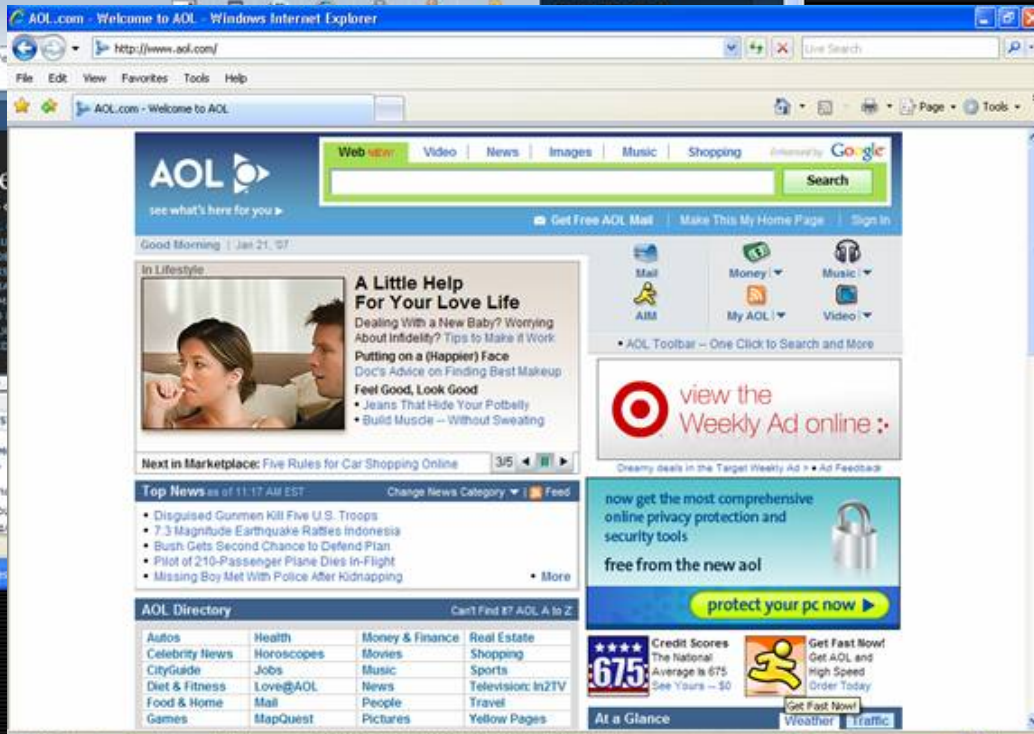 AOL.com - Welcome to AOL - Windows Internet Explorer
http://www.aol.com/
Live Search
File Edit View Favorites Tools Help
AOL.com - Welcome to AOL
Page Tools
AOL
see what's here for you
Web NEW! Video News Images Music Shopping Enhanced by Google
Search
Get Free AOL Mail Make This My Home Page Sign In
Good Morning | Jan 21, '07
In Lifestyle
A Little Help
For Your Love Life
Dealing With a New Baby? Worrying
About Infidelity? Tips to Make it Work
Putting on a (Happier) Face
Doc's Advice on Finding Best Makeup
Feel Good, Look Good
• Jeans That Hide Your Potbelly
• Build Muscle -- Without Sweating
Next in Marketplace: Five Rules for Car Shopping Online 3/5
Mail Money Music
AIM My AOL Video
• AOL Toolbar -- One Click to Search and More
view the
Weekly Ad online
Dreamy deals in the Target Weekly Ad > • Ad Feedback
Top News as of 11:17 AM EST Change News Category | Feed
• Disguised Gunmen Kill Five U.S. Troops
• 7.3 Magnitude Earthquake Rattles Indonesia
• Bush Gets Second Chance to Defend Plan
• Pilot of 210-Passenger Plane Dies In-Flight
• Missing Boy Met With Police After Kidnapping • More
now get the most comprehensive
online privacy protection and
security tools
free from the new aol
protect your pc now
AOL Directory Can't Find It? AOL A to Z
Autos Health Money & Finance Real Estate
Celebrity News Horoscopes Movies Shopping
CityGuide Jobs Music Sports
Diet & Fitness Love@AOL News Television: In2TV
Food & Home Mail People Travel
Games MapQuest Pictures Yellow Pages
675
Credit Scores
The National
Average is 675
See Yours -- $0
Get Fast Now!
Get AOL and
High Speed
Order Today
Get Fast Now!
At a Glance Weather Traffic